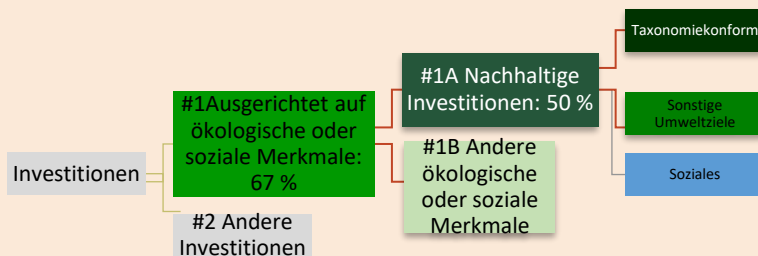 Investitionen
#1Ausgerichtet auf
ökologische oder
soziale Merkmale:
67 %
#2 Andere
Investitionen
#1A Nachhaltige
Investitionen: 50 %
#1B Andere
ökologische
oder soziale
Merkmale
Taxonomiekonform
Sonstige
Umweltziele
Soziales